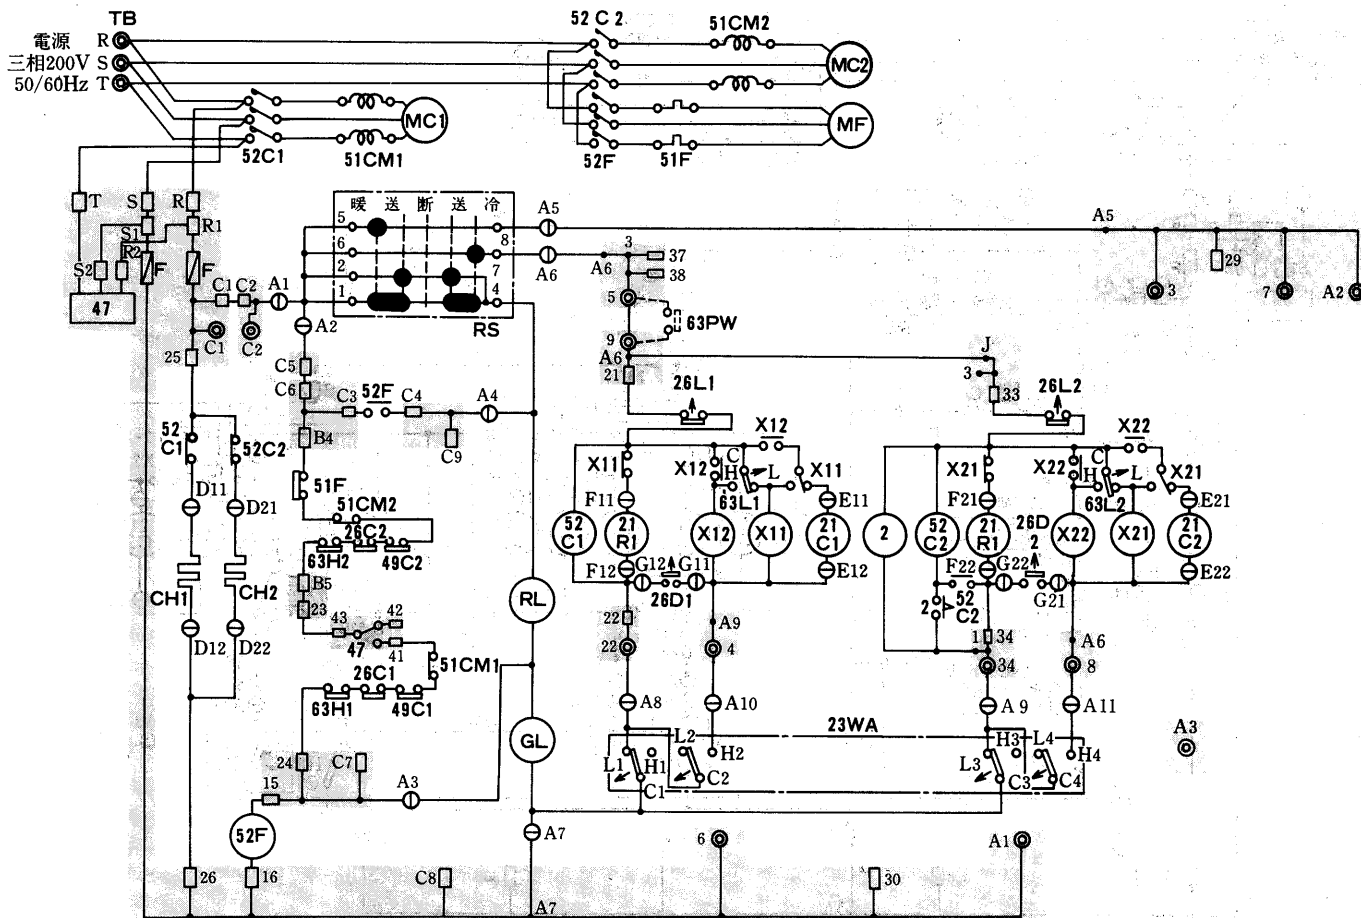 TB
電源
R
三相200V S
50/60Hz T
52C2
51CM2
MC2
MC1
52C1
51CM1
MF
52F
51F
T
S
R
S1
R1
R2
S2
F
F
47
暖 送 断 送 冷
5
6
2
1
8
7
4
RS
A5
A6
A5
3
A6
37
38
5
63PW
9
A6
21
29
3
7
A2
C1
C2
A1
C1
C2
A2
25
C5
C6
C3
52F
C4
A4
B4
C9
J
3
33
26L1
26L2
52
C1
52C2
D11
D21
51F
51CM2
26C2
63H2
49C2
B5
23
43
42
47
41
51CM1
26C1
63H1
49C1
CH1
CH2
D12
D22
RL
GL
X12
X11
X12
C
H
L
X11
63L1
F11
E11
52
C1
21
R1
X12
X11
21
C1
F12
G12
G11
E12
26D1
22
22
A9
4
X22
X21
X22
C
H
L
X21
63L2
F21
E21
2
52
C2
21
R1
26D
2
X22
X21
21
C2
F22
G22
G21
E22
2
52
C2
1
34
34
A6
8
A8
A10
A9
A11
23WA
L1
H1
L2
C2
H2
C1
L3
H3
L4
H4
C3
C4
A3
24
C7
15
A3
52F
26
16
C8
A7
A7
6
30
A1